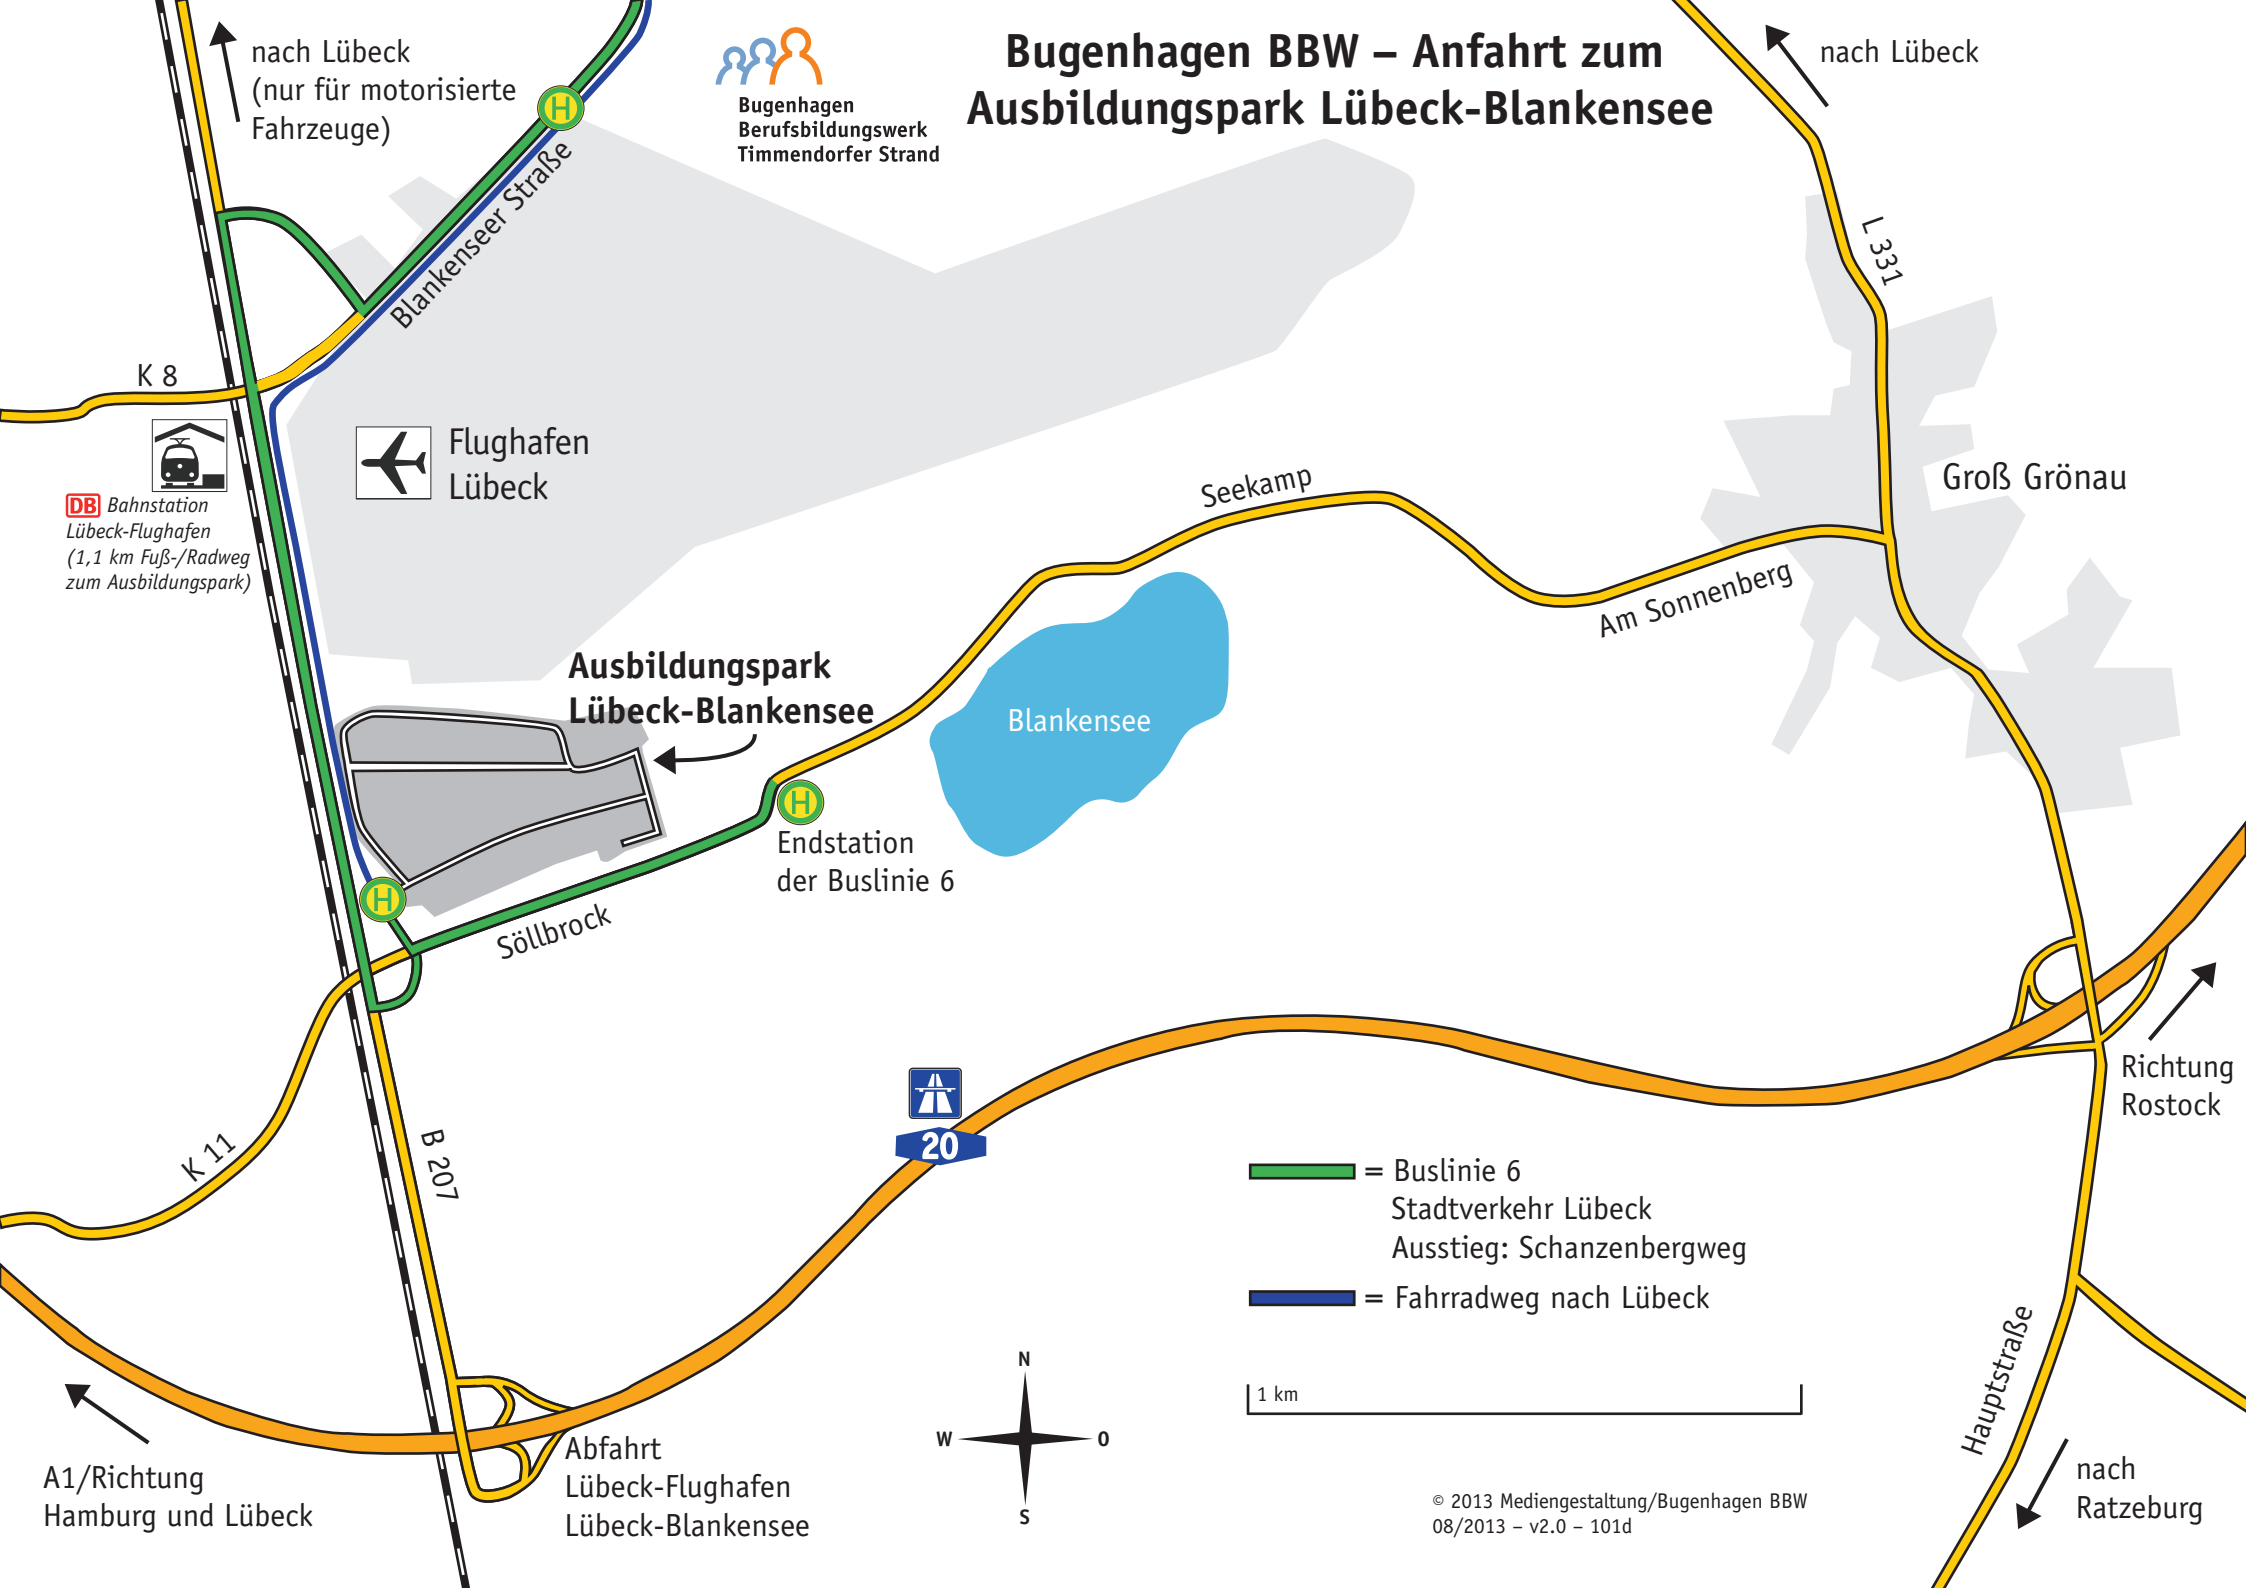 Bugenhagen BBW – Anfahrt zum
Ausbildungspark Lübeck-Blankensee
Bugenhagen
Berufsbildungswerk
Timmendorfer Strand
nach Lübeck
(nur für motorisierte
Fahrzeuge)
H
Blankenseer Straße
nach Lübeck
L 331
K 8
DB Bahnstation
Lübeck-Flughafen
(1,1 km Fuß-/Radweg
zum Ausbildungspark)
Flughafen
Lübeck
Seekamp
Groß Grönau
Am Sonnenberg
Ausbildungspark
Lübeck-Blankensee
Blankensee
H
Endstation
der Buslinie 6
H
Söllbrock
K 11
B 207
20
Richtung
Rostock
= Buslinie 6
Stadtverkehr Lübeck
Ausstieg: Schanzenbergweg
= Fahrradweg nach Lübeck
1 km
N
W
O
S
Hauptstraße
nach
Ratzeburg
A1/Richtung
Hamburg und Lübeck
Abfahrt
Lübeck-Flughafen
Lübeck-Blankensee
© 2013 Mediengestaltung/Bugenhagen BBW
08/2013 – v2.0 – 101d